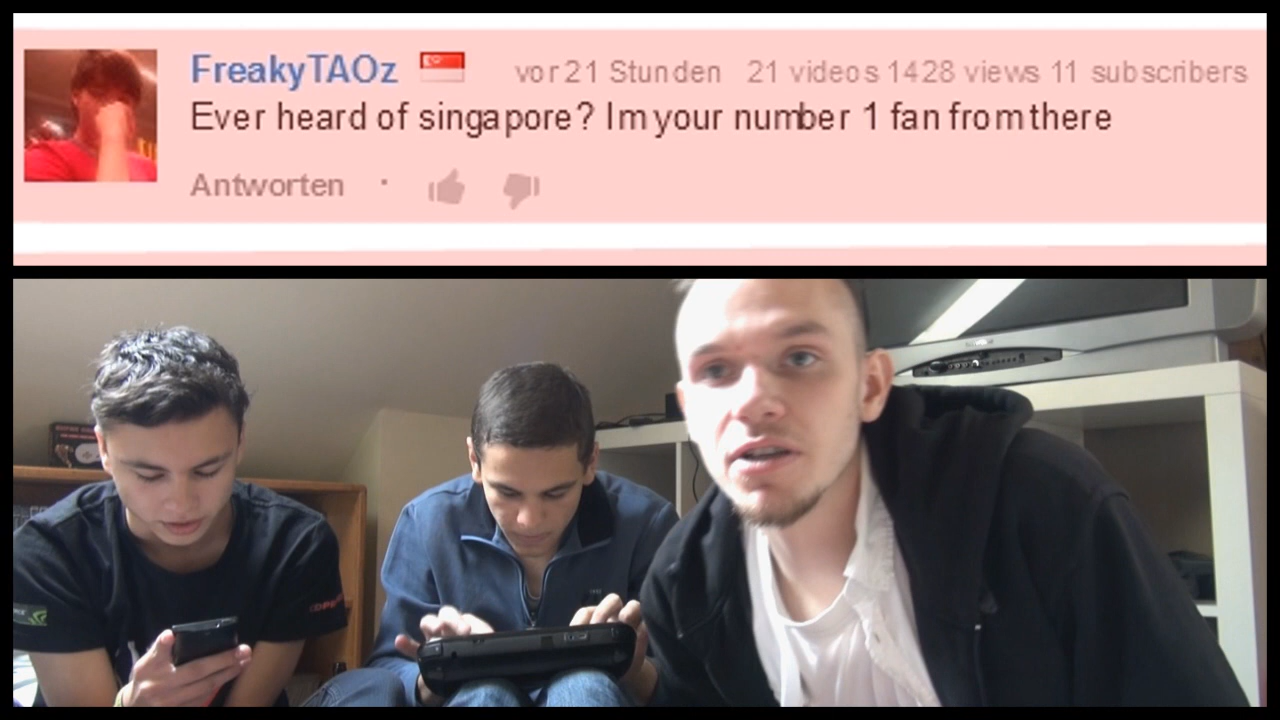 FreakyTAOz vor 21 Stunden 21 videos 1428 views 11 subscribers
Ever heard of singapore? Im your number 1 fan from there
Antworten ·